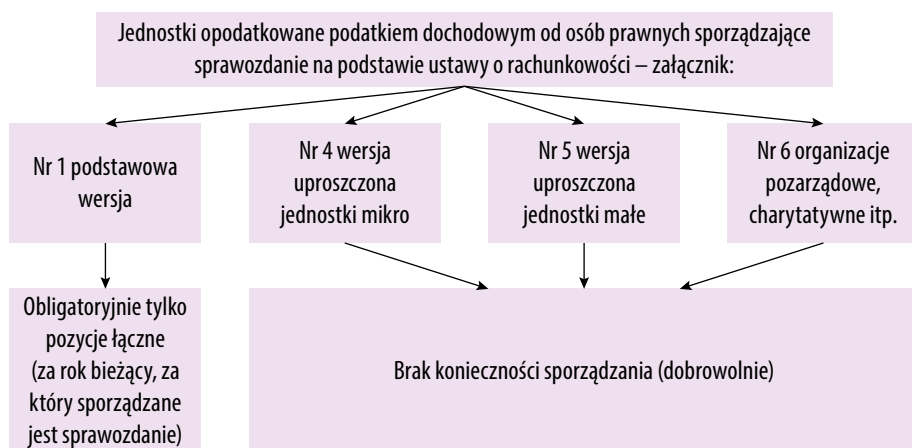 Jednostki opodatkowane podatkiem dochodowym od osób prawnych sporządzające
sprawozdanie na podstawie ustawy o rachunkowości – załącznik:
Nr 1 podstawowa
wersja
Nr 4 wersja
uproszczona
jednostki mikro
Nr 5 wersja
uproszczona
jednostki małe
Nr 6 organizacje
pozarządowe,
charytatywne itp.
Obligatoryjnie tylko
pozycje łączne
(za rok bieżący, za
który sporządzane
jest sprawozdanie)
Brak konieczności sporządzania (dobrowolnie)